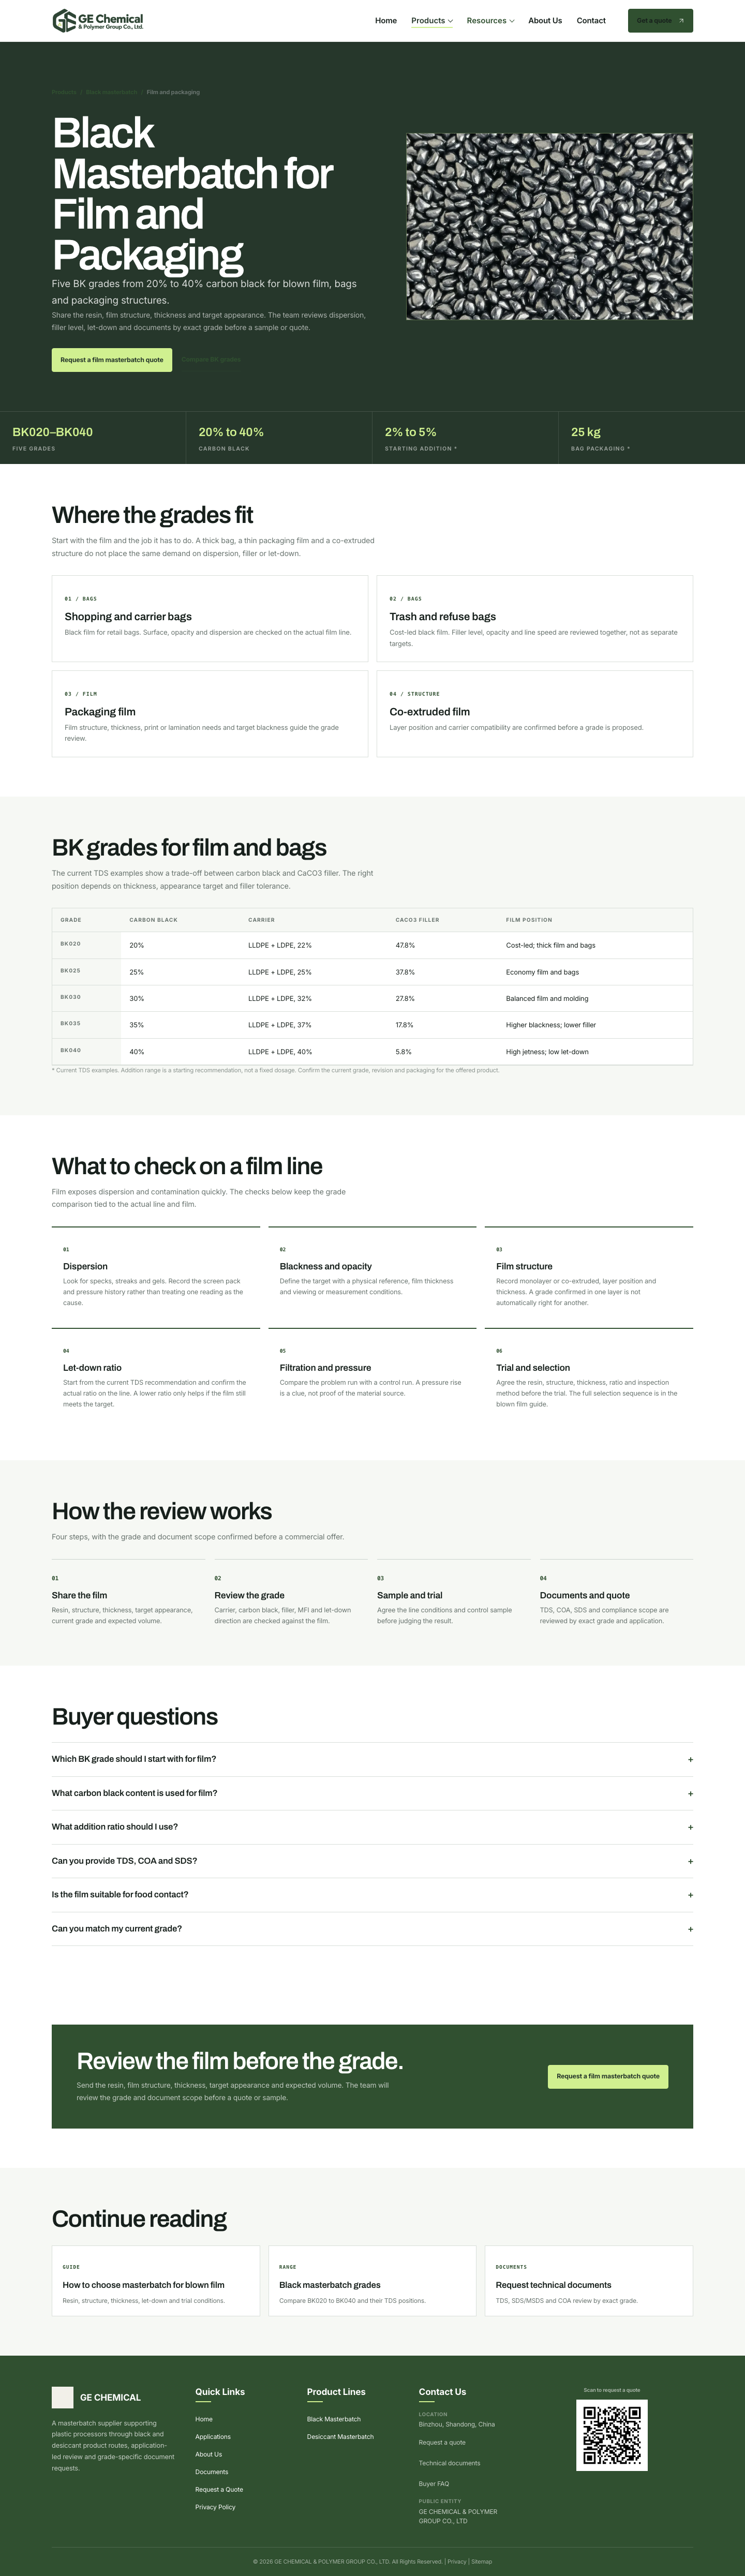 GE Chemical
& Polymer Group Co., Ltd.
Home
Products
Resources
About Us
Contact
Get a quote
Products / Black masterbatch / Film and packaging
Black
Masterbatch for
Film and
Packaging
Five BK grades from 20% to 40% carbon black for blown film, bags
and packaging structures.
Share the resin, film structure, thickness and target appearance. The team reviews dispersion,
filler level, let-down and documents by exact grade before a sample or quote.
Request a film masterbatch quote
Compare BK grades
BK020–BK040
FIVE GRADES
20% to 40%
CARBON BLACK
2% to 5%
STARTING ADDITION *
25 kg
BAG PACKAGING *
Where the grades fit
Start with the film and the job it has to do. A thick bag, a thin packaging film and a co-extruded
structure do not place the same demand on dispersion, filler or let-down.
01 / BAGS
Shopping and carrier bags
Black film for retail bags. Surface, opacity and dispersion are checked on the actual film line.
02 / BAGS
Trash and refuse bags
Cost-led black film. Filler level, opacity and line speed are reviewed together, not as separate
targets.
03 / FILM
Packaging film
Film structure, thickness, print or lamination needs and target blackness guide the grade
review.
04 / STRUCTURE
Co-extruded film
Layer position and carrier compatibility are confirmed before a grade is proposed.
BK grades for film and bags
The current TDS examples show a trade-off between carbon black and CaCO3 filler. The right
position depends on thickness, appearance target and filler tolerance.
GRADE CARBON BLACK CARRIER CACO3 FILLER FILM POSITION
BK020 20% LLDPE + LDPE, 22% 47.8% Cost-led; thick film and bags
BK025 25% LLDPE + LDPE, 25% 37.8% Economy film and bags
BK030 30% LLDPE + LDPE, 32% 27.8% Balanced film and molding
BK035 35% LLDPE + LDPE, 37% 17.8% Higher blackness; lower filler
BK040 40% LLDPE + LDPE, 40% 5.8% High jetness; low let-down
* Current TDS examples. Addition range is a starting recommendation, not a fixed dosage. Confirm the current grade, revision and packaging for the offered product.
What to check on a film line
Film exposes dispersion and contamination quickly. The checks below keep the grade
comparison tied to the actual line and film.
01
Dispersion
Look for specks, streaks and gels. Record the screen pack
and pressure history rather than treating one reading as the
cause.
02
Blackness and opacity
Define the target with a physical reference, film thickness
and viewing or measurement conditions.
03
Film structure
Record monolayer or co-extruded, layer position and
thickness. A grade confirmed in one layer is not
automatically right for another.
04
Let-down ratio
Start from the current TDS recommendation and confirm the
actual ratio on the line. A lower ratio only helps if the film still
meets the target.
05
Filtration and pressure
Compare the problem run with a control run. A pressure rise
is a clue, not proof of the material source.
06
Trial and selection
Agree the resin, structure, thickness, ratio and inspection
method before the trial. The full selection sequence is in the
blown film guide.
How the review works
Four steps, with the grade and document scope confirmed before a commercial offer.
01
Share the film
Resin, structure, thickness, target appearance,
current grade and expected volume.
02
Review the grade
Carrier, carbon black, filler, MFI and let-down
direction are checked against the film.
03
Sample and trial
Agree the line conditions and control sample
before judging the result.
04
Documents and quote
TDS, COA, SDS and compliance scope are
reviewed by exact grade and application.
Buyer questions
Which BK grade should I start with for film? +
What carbon black content is used for film? +
What addition ratio should I use? +
Can you provide TDS, COA and SDS? +
Is the film suitable for food contact? +
Can you match my current grade? +
Review the film before the grade.
Send the resin, film structure, thickness, target appearance and expected volume. The team will
review the grade and document scope before a quote or sample.
Request a film masterbatch quote
Continue reading
GUIDE
How to choose masterbatch for blown film
Resin, structure, thickness, let-down and trial conditions.
RANGE
Black masterbatch grades
Compare BK020 to BK040 and their TDS positions.
DOCUMENTS
Request technical documents
TDS, SDS/MSDS and COA review by exact grade.
GE CHEMICAL
A masterbatch supplier supporting
plastic processors through black and
desiccant product routes, application-
led review and grade-specific document
requests.
Quick Links
Home
Applications
About Us
Documents
Request a Quote
Privacy Policy
Product Lines
Black Masterbatch
Desiccant Masterbatch
Contact Us
LOCATION
Binzhou, Shandong, China
Request a quote
Technical documents
Buyer FAQ
PUBLIC ENTITY
GE CHEMICAL & POLYMER
GROUP CO., LTD
Scan to request a quote
© 2026 GE CHEMICAL & POLYMER GROUP CO., LTD. All Rights Reserved. | Privacy | Sitemap